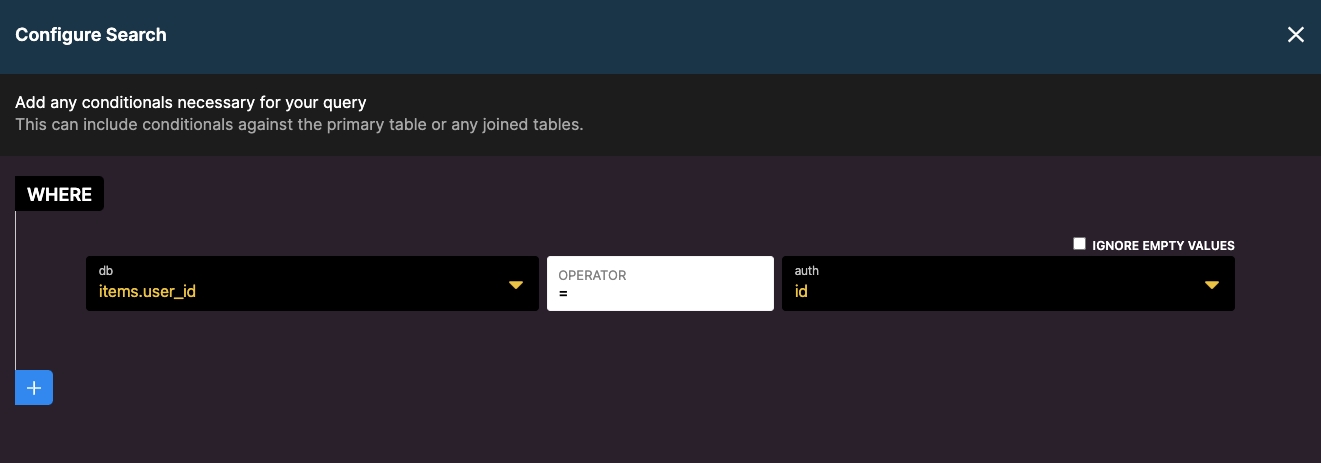 Configure Search
Add any conditionals necessary for your query
This can include conditionals against the primary table or any joined tables.
WHERE
IGNORE EMPTY VALUES
db
items.user_id
OPERATOR
=
auth
id